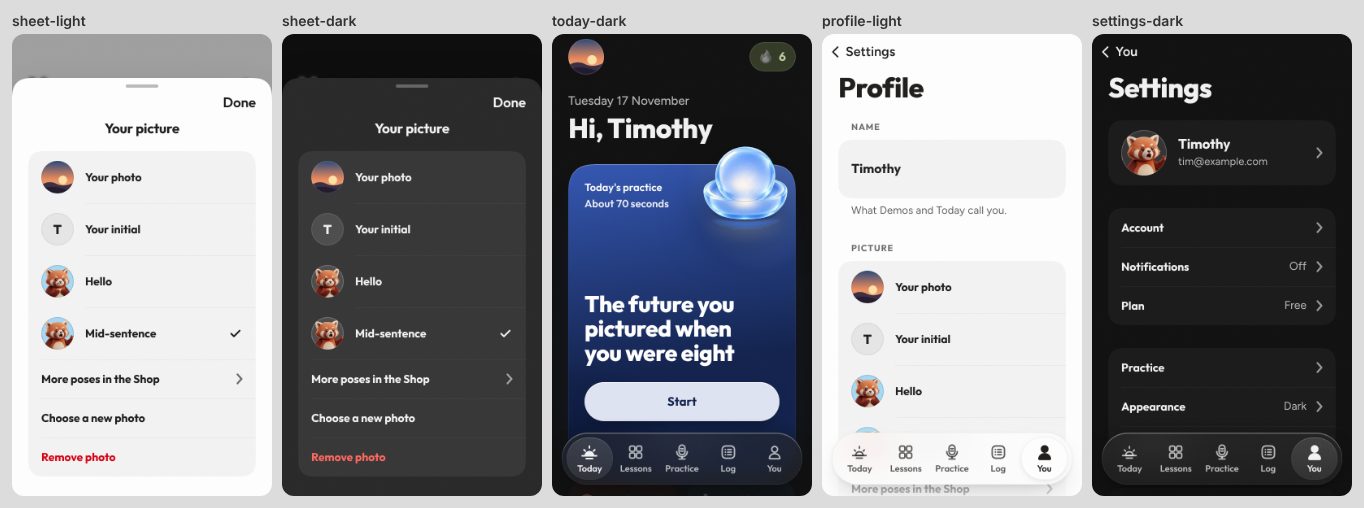 sheet-light
Done
Your picture
Your photo
T
Your initial
Hello
Mid-sentence
More poses in the Shop
Choose a new photo
Remove photo
sheet-dark
Done
Your picture
Your photo
T
Your initial
Hello
Mid-sentence
More poses in the Shop
Choose a new photo
Remove photo
today-dark
6
Tuesday 17 November
Hi, Timothy
Today's practice
About 70 seconds
The future you
pictured when
you were eight
Start
Today
Lessons
Practice
Log
You
profile-light
Settings
Profile
NAME
Timothy
What Demos and Today call you.
PICTURE
Your photo
T
Your initial
Hello
Today
Lessons
Practice
Log
You
More poses in the Shop
settings-dark
You
Settings
Timothy
tim@example.com
Account
Notifications
Off
Plan
Free
Practice
Appearance
Dark
Today
Lessons
Practice
Log
You